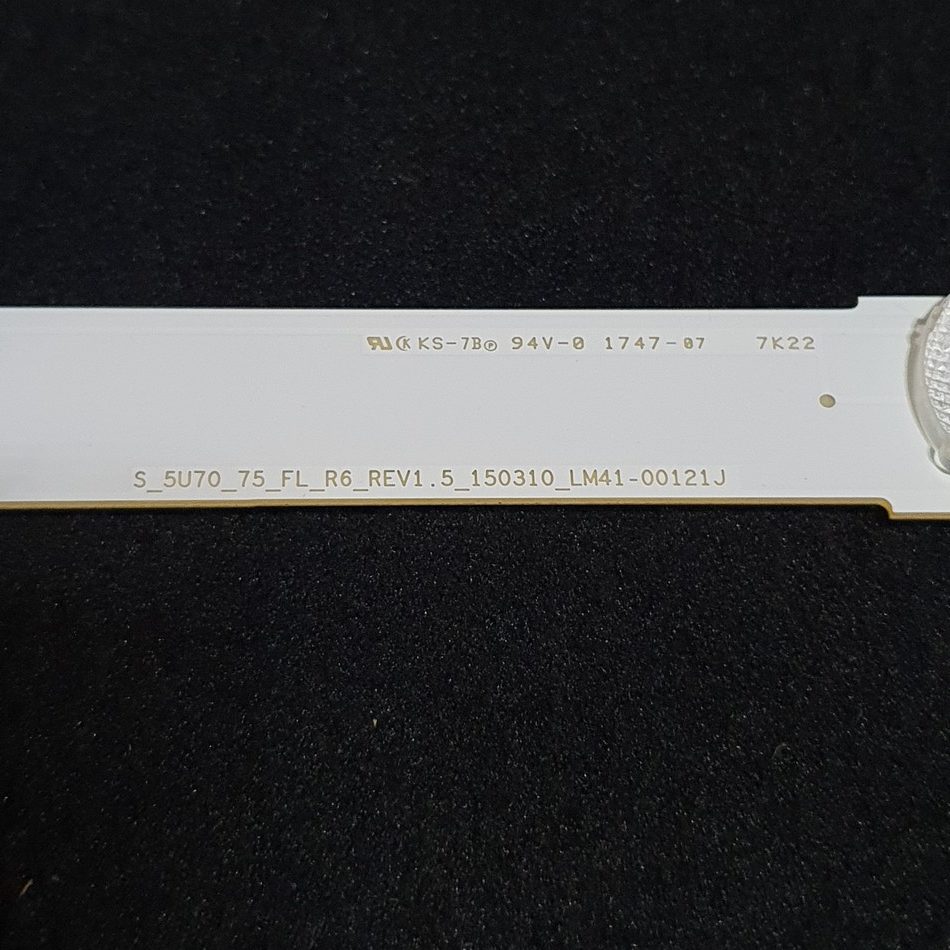 KS-7B℗ 94V-0 1747-07 7K22
S_5U70_75_FL_R6_REV1.5_150310_LM41-00121J